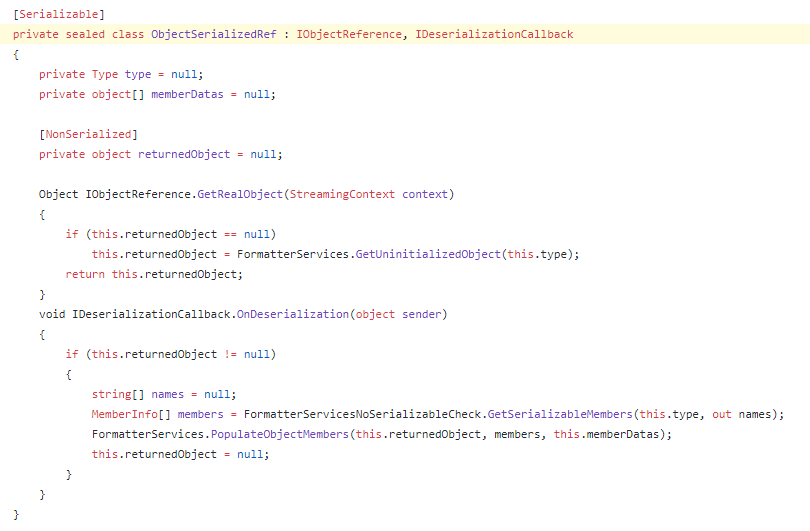 [Serializable]
private sealed class ObjectSerializedRef : IObjectReference, IDeserializationCallback
{
    private Type type = null;
    private object[] memberDatas = null;

    [NonSerialized]
    private object returnedObject = null;

    Object IObjectReference.GetRealObject(StreamingContext context)
    {
        if (this.returnedObject == null)
            this.returnedObject = FormatterServices.GetUninitializedObject(this.type);
        return this.returnedObject;
    }
    void IDeserializationCallback.OnDeserialization(object sender)
    {
        if (this.returnedObject != null)
        {
            string[] names = null;
            MemberInfo[] members = FormatterServicesNoSerializableCheck.GetSerializableMembers(this.type, out names);
            FormatterServices.PopulateObjectMembers(this.returnedObject, members, this.memberDatas);
            this.returnedObject = null;
        }
    }
}